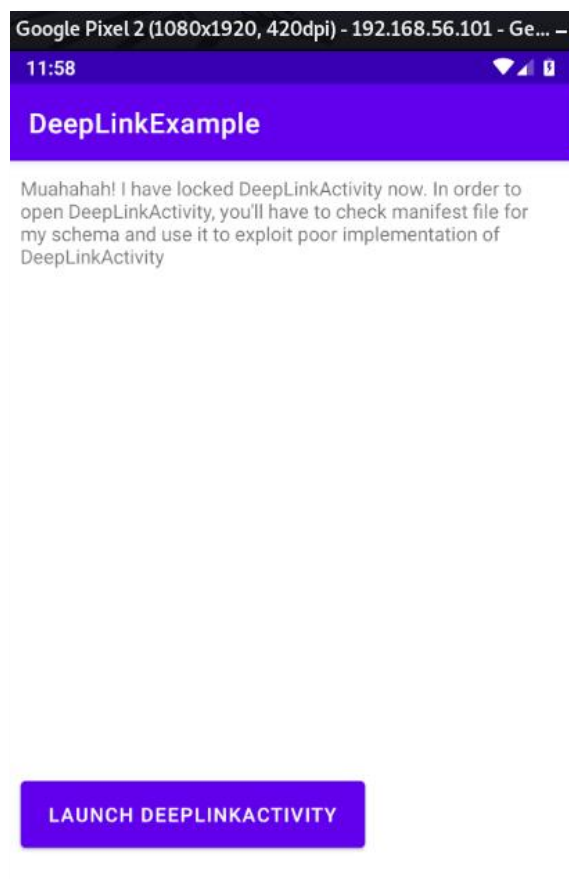 Google Pixel 2 (1080x1920, 420dpi) - 192.168.56.101 - Ge...
11:58
DeepLinkExample
Muahahah! I have locked DeepLinkActivity now. In order to
open DeepLinkActivity, you'll have to check manifest file for
my schema and use it to exploit poor implementation of
DeepLinkActivity
LAUNCH DEEPLINKACTIVITY